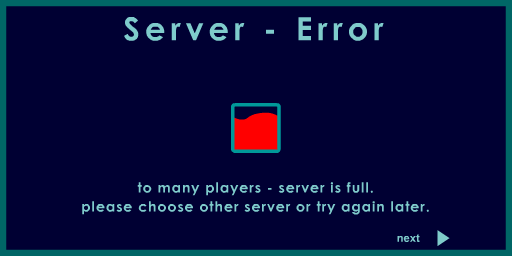 Server - Error
to many players - server is full.
please choose other server or try again later.
next